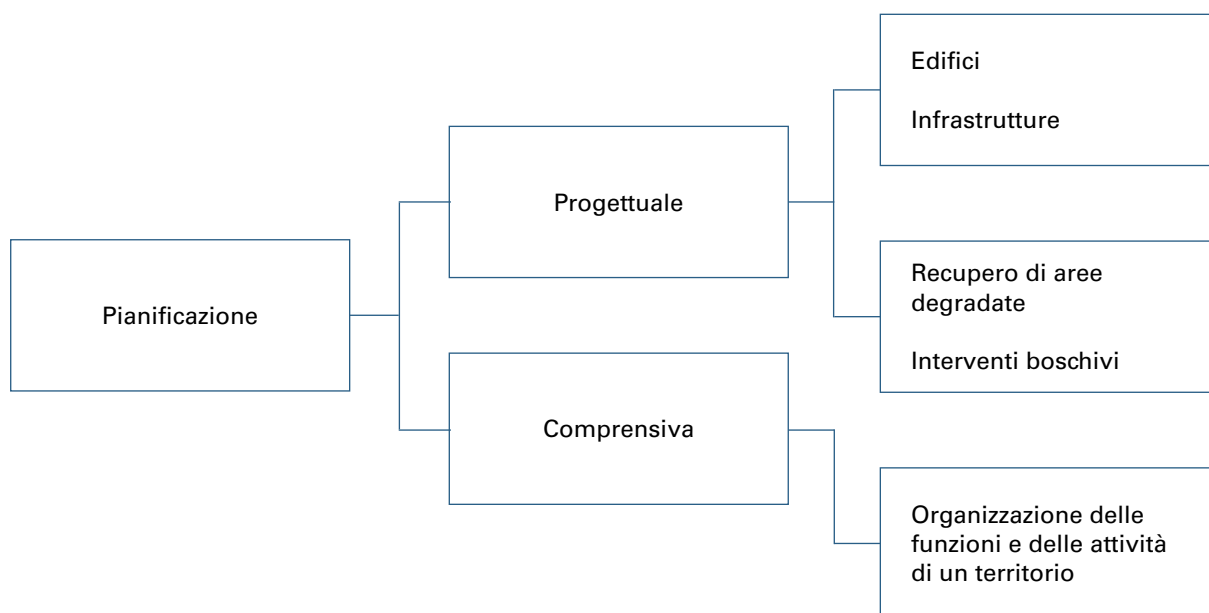 Pianificazione
Progettuale
Comprensiva
Edifici
Infrastrutture
Recupero di aree
degradate
Interventi boschivi
Organizzazione delle
funzioni e delle attività
di un territorio